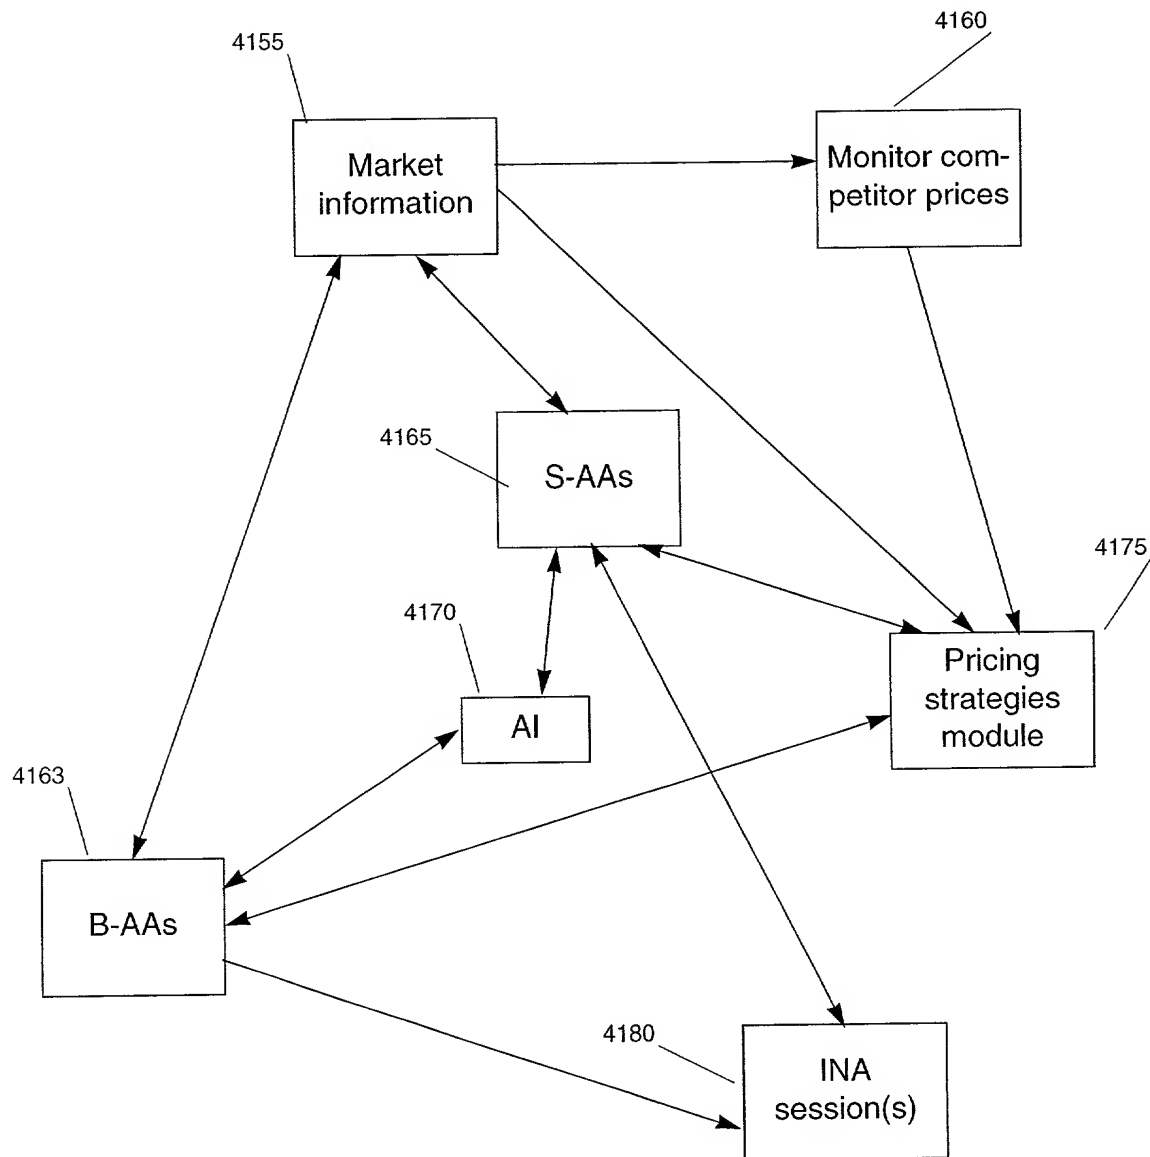 4155
4160
Market
information
Monitor com-
petitor prices
4165
S-AAs
4175
4170
Pricing
strategies
module
AI
4163
B-AAs
4180
INA
session(s)